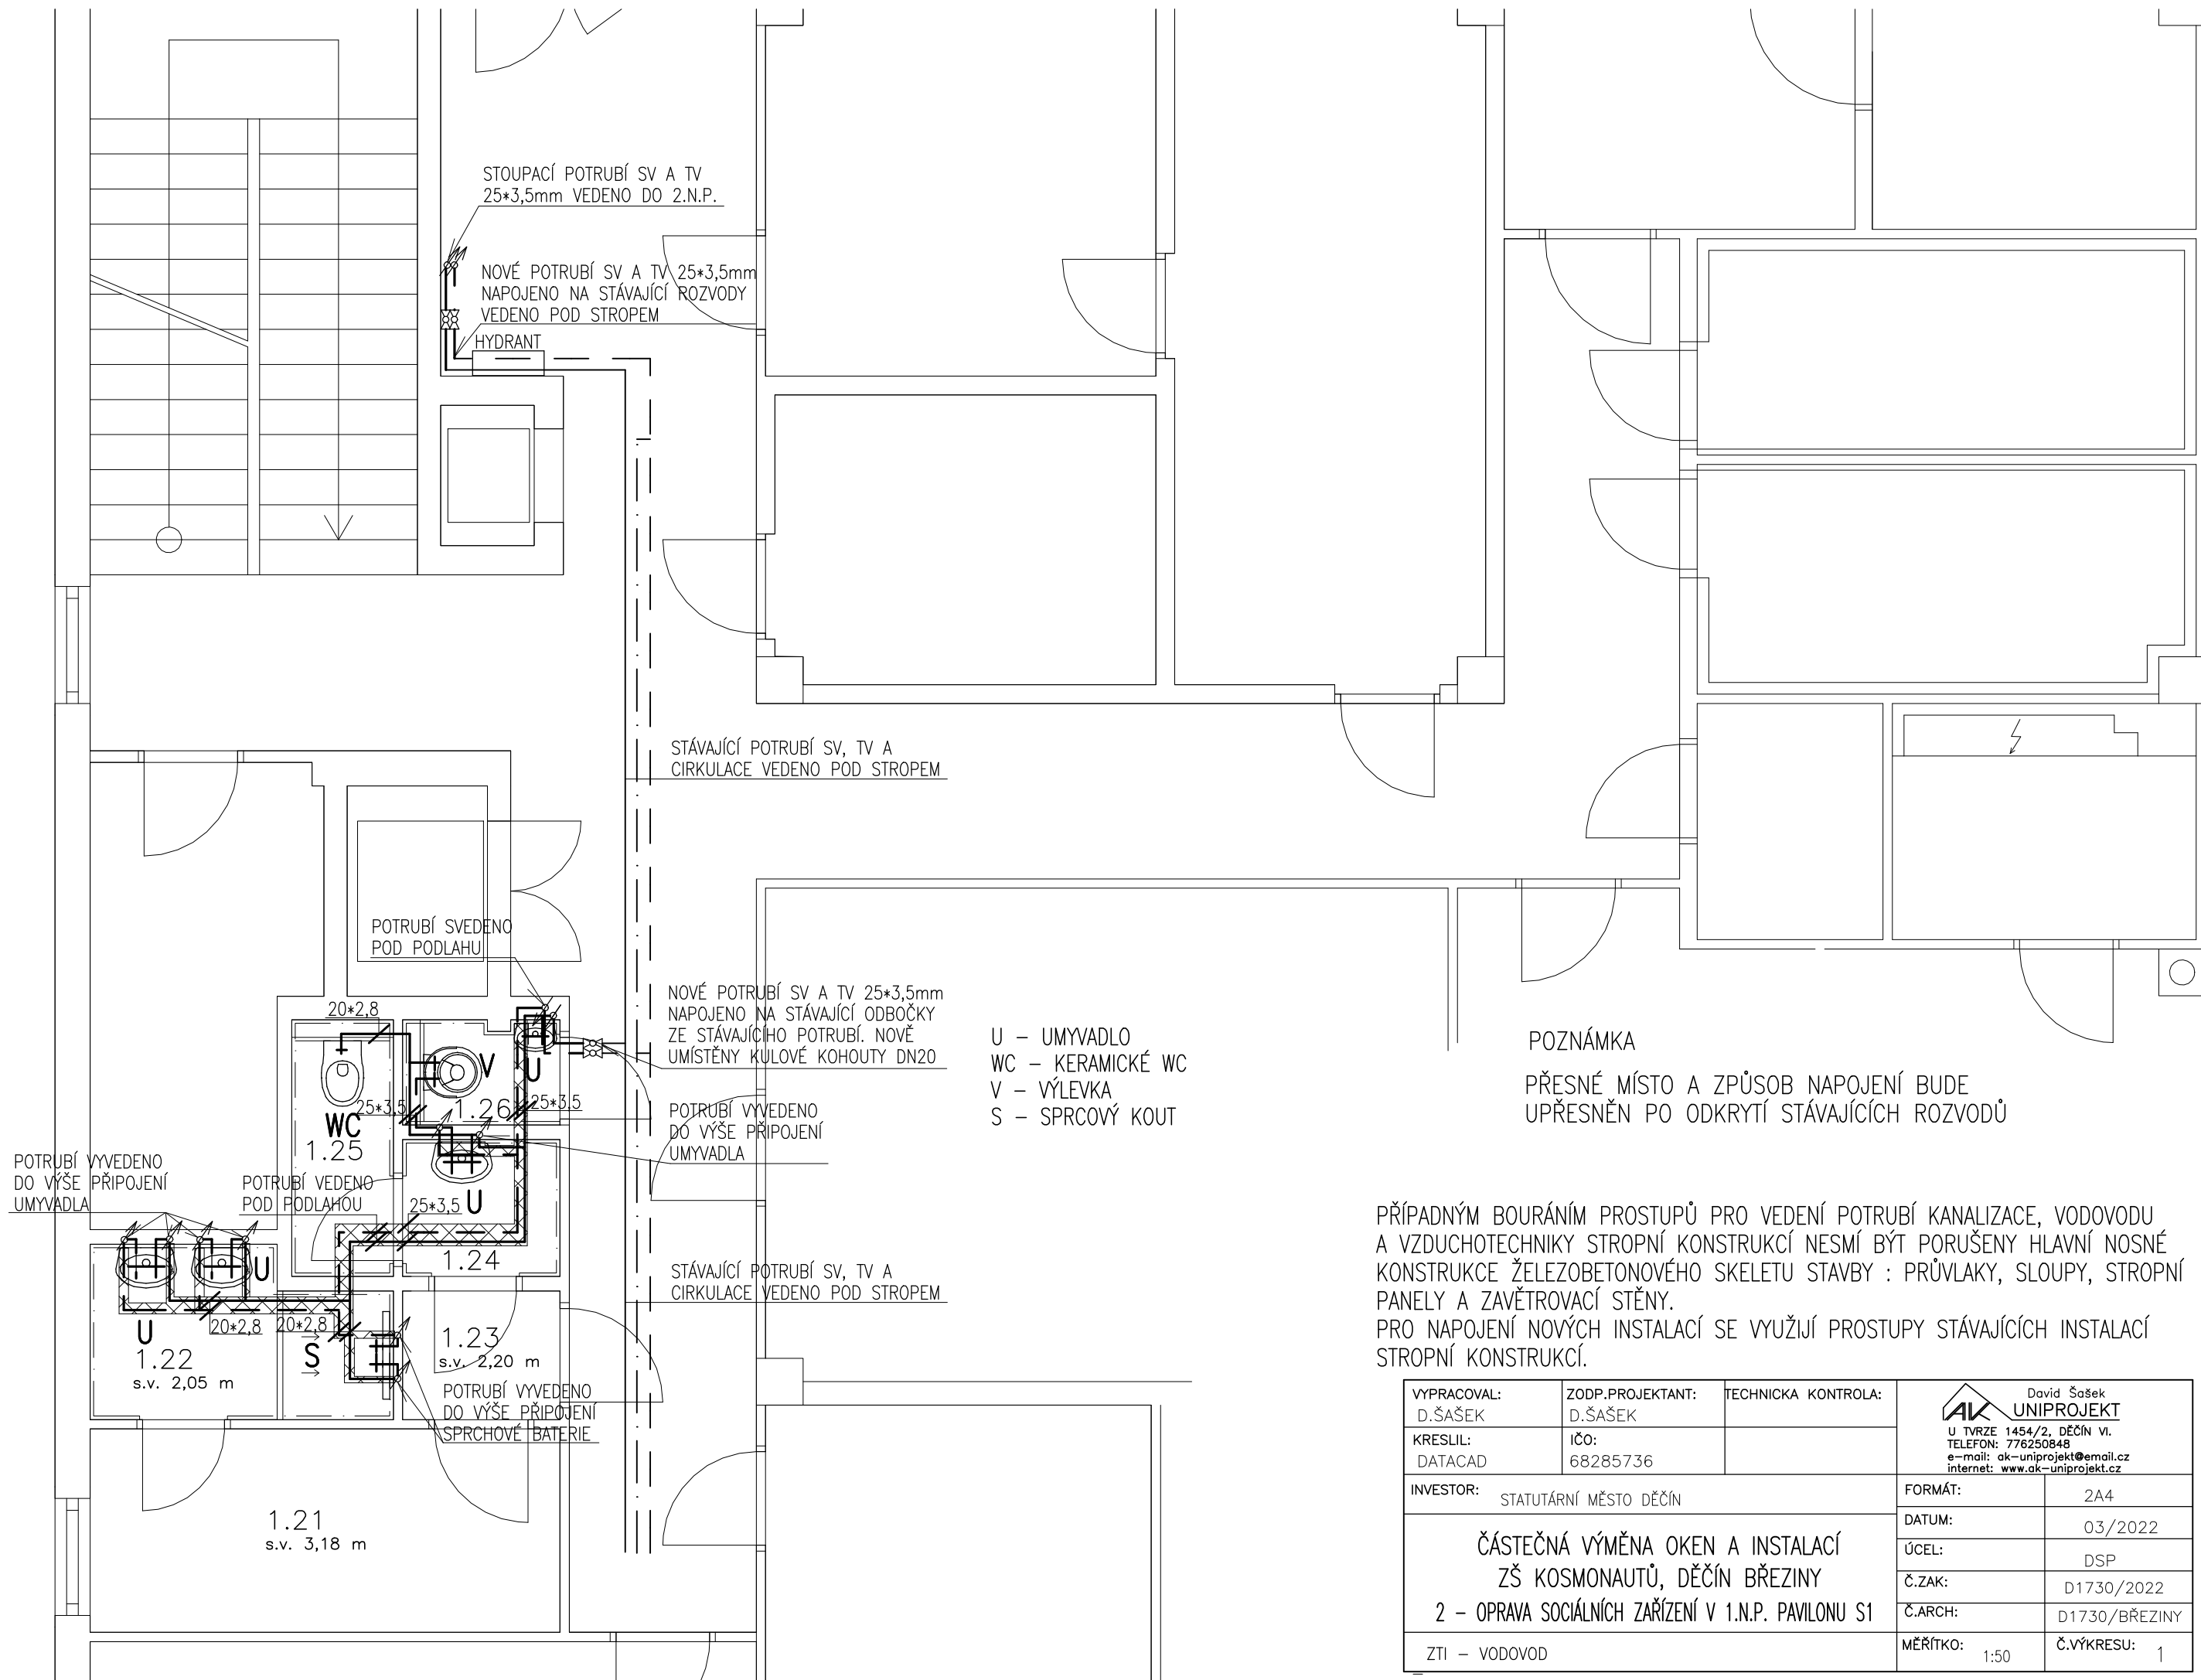 STOUPACÍ POTRUBÍ SV A TV
25*3,5mm VEDENO DO 2.N.P.
NOVÉ POTRUBÍ SV A TV 25*3,5mm
NAPOJENO NA STÁVAJÍCÍ ROZVODY
VEDENO POD STROPEM
HYDRANT
STÁVAJÍCÍ POTRUBÍ SV, TV A
CIRKULACE VEDENO POD STROPEM
POTRUBÍ SVEDENO
POD PODLAHU
NOVÉ POTRUBÍ SV A TV 25*3,5mm
NAPOJENO NA STÁVAJÍCÍ ODBOČKY
ZE STÁVAJÍCÍHO POTRUBÍ. NOVĚ
UMÍSTĚNY KULOVÉ KOHOUTY DN20
20*2,8
V
U
25*3,5
1.26
25*3,5
WC
1.25
POTRUBÍ VYVEDENO
DO VÝŠE PŘIPOJENÍ
UMYVADLA
POTRUBÍ VYVEDENO
DO VÝŠE PŘIPOJENÍ
UMYVADLA
POTRUBÍ VEDENO
POD PODLAHOU
25*3,5
U
1.24
U
STÁVAJÍCÍ POTRUBÍ SV, TV A
CIRKULACE VEDENO POD STROPEM
U
20*2,8
20*2,8
1.22
s.v. 2,05 m
S
1.23
s.v. 2,20 m
POTRUBÍ VYVEDENO
DO VÝŠE PŘIPOJENÍ
SPRCHOVÉ BATERIE
1.21
s.v. 3,18 m
U – UMYVADLO
WC – KERAMICKÉ WC
V – VÝLEVKA
S – SPRCOVÝ KOUT
POZNÁMKA
PŘESNÉ MÍSTO A ZPŮSOB NAPOJENÍ BUDE
UPŘESNĚN PO ODKRYTÍ STÁVAJÍCÍCH ROZVODŮ
PŘÍPADNÝM BOURÁNÍM PROSTUPŮ PRO VEDENÍ POTRUBÍ KANALIZACE, VODOVODU
A VZDUCHOTECHNIKY STROPNÍ KONSTRUKCÍ NESMÍ BÝT PORUŠENY HLAVNÍ NOSNÉ
KONSTRUKCE ŽELEZOBETONOVÉHO SKELETU STAVBY : PRŮVLAKY, SLOUPY, STROPNÍ
PANELY A ZAVĚTROVACÍ STĚNY.
PRO NAPOJENÍ NOVÝCH INSTALACÍ SE VYUŽIJÍ PROSTUPY STÁVAJÍCÍCH INSTALACÍ
STROPNÍ KONSTRUKCÍ.
VYPRACOVAL:
D.ŠAŠEK
ZODP.PROJEKTANT:
D.ŠAŠEK
TECHNICKA KONTROLA:
KRESLIL:
DATACAD
IČO:
68285736
AK
David Šašek
UNIPROJEKT
U TVRZE 1454/2, DĚČÍN VI.
TELEFON: 776250848
e–mail: ak–uniprojekt@email.cz
internet: www.ak–uniprojekt.cz
INVESTOR: STATUTÁRNÍ MĚSTO DĚČÍN
ČÁSTEČNÁ VÝMĚNA OKEN A INSTALACÍ
ZŠ KOSMONAUTŮ, DĚČÍN BŘEZINY
2 – OPRAVA SOCIÁLNÍCH ZAŘÍZENÍ V 1.N.P. PAVILONU S1
ZTI – VODOVOD
FORMÁT: 2A4
DATUM: 03/2022
ÚCEL: DSP
Č.ZAK: D1730/2022
Č.ARCH: D1730/BŘEZINY
MĚŘÍTKO: 1:50
Č.VÝKRESU: 1